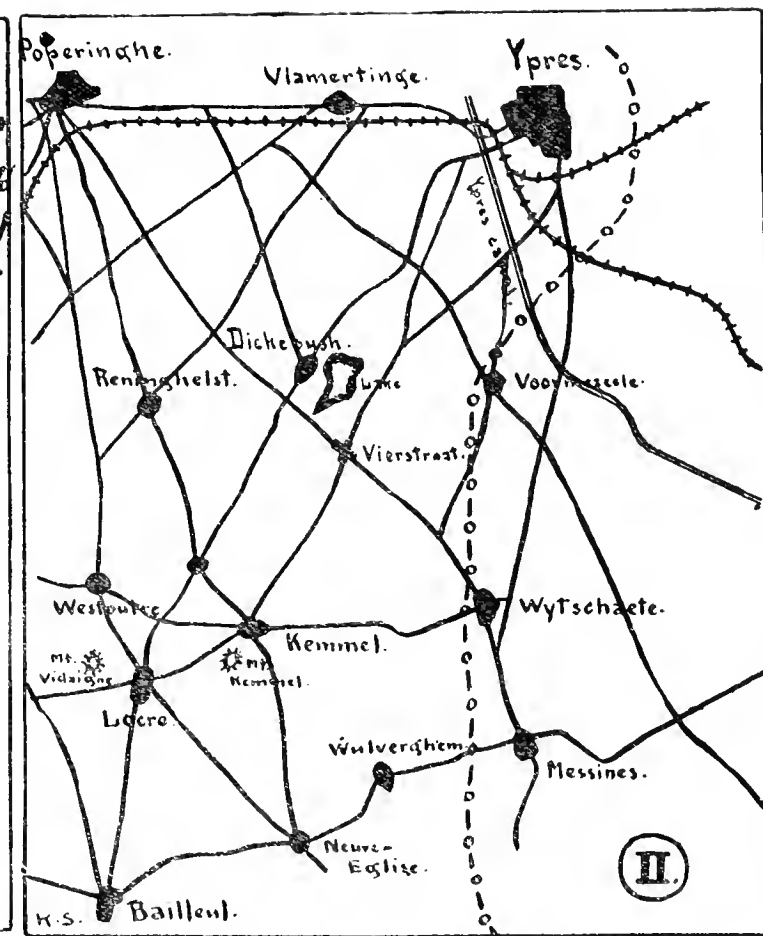 Poperinghe.
Vlamertinge.
Ypres.
Ypres canal.
Dickebush.
Lake
Reninghelst.
Voormezeele.
Vierstraat.
Westoutre
Wytschaete.
Kemmel.
Mt.
Vidaigne
Mt.
Kemmel.
Locre.
Wulverghem.
Messines.
Neuve-
Eglise.
II.
K.S.
Bailleul.